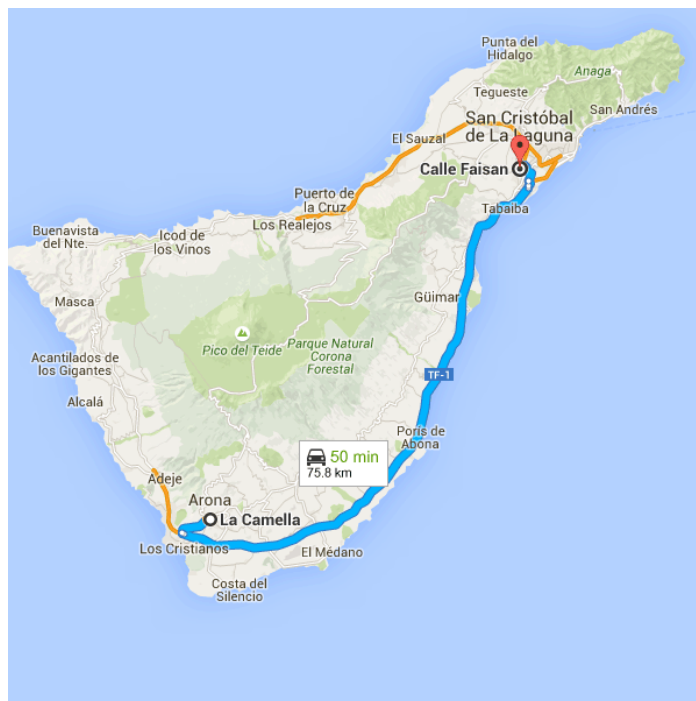 Punta del
Hidalgo
Anaga
Tegueste
San Andrés
San Cristóbal
de La Laguna
El Sauzal
Calle Faisan
Puerto de
la Cruz
Tabaiba
Los Realejos
Buenavista
del Nte.
Icod de
los Vinos
Masca
Güimar
Pico del Teide
Parque Natural
Corona
Forestal
Acantilados de
los Gigantes
TF-1
Alcalá
Poris de
Abona
50 min
75.8 km
Adeje
Arona
La Camella
Los Cristianos
El Médano
Costa del
Silencio